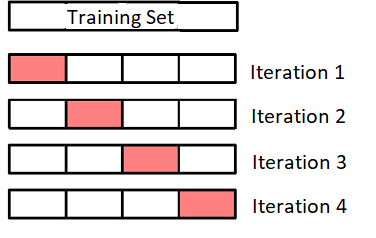 Training Set
Iteration 1
Iteration 2
Iteration 3
Iteration 4